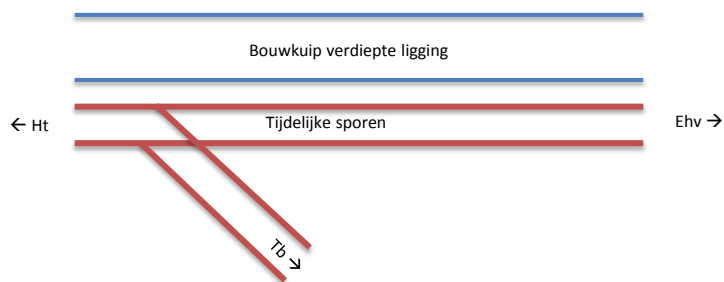 Bouwkuip verdiepte ligging
← Ht
Tijdelijke sporen
Ehv →
Tb →